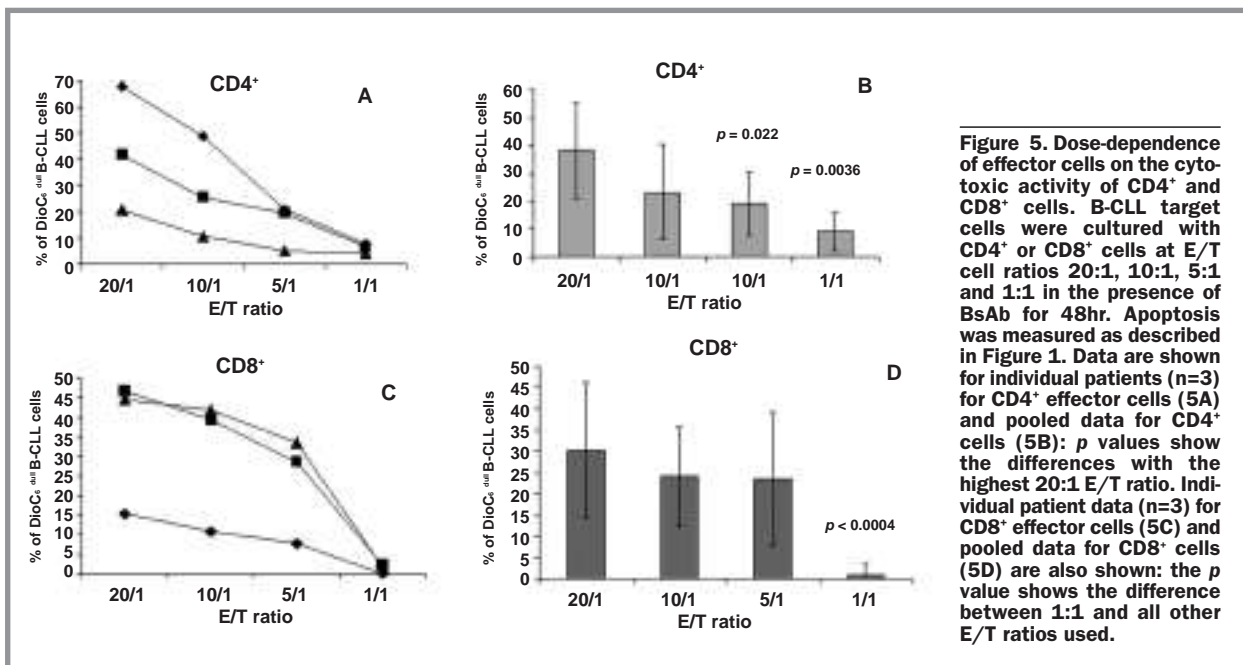 CD4⁺
A
% of DioC₆ ᵈᵘˡˡ B-CLL cells
70
60
50
40
30
20
10
0
20/1 10/1 5/1 1/1
E/T ratio
CD4⁺
B
% of DioC₆ ᵈᵘˡˡ B-CLL cells
60
50
40
30
20
10
0
p = 0.022
p = 0.0036
20/1 10/1 10/1 1/1
E/T ratio
CD8⁺
C
% of DioC₆ ᵈᵘˡˡ B-CLL cells
50
45
40
35
30
25
20
15
10
5
0
20/1 10/1 5/1 1/1
E/T ratio
CD8⁺
D
% of DioC₆ ᵈᵘˡˡ B-CLL cells
50
45
40
35
30
25
20
15
10
5
0
p < 0.0004
20/1 10/1 5/1 1/1
E/T ratio
Figure 5. Dose-dependence
of effector cells on the cyto-
toxic activity of CD4⁺ and
CD8⁺ cells. B-CLL target
cells were cultured with
CD4⁺ or CD8⁺ cells at E/T
cell ratios 20:1, 10:1, 5:1
and 1:1 in the presence of
BsAb for 48hr. Apoptosis
was measured as described
in Figure 1. Data are shown
for individual patients (n=3)
for CD4⁺ effector cells (5A)
and pooled data for CD4⁺
cells (5B): p values show
the differences with the
highest 20:1 E/T ratio. Indi-
vidual patient data (n=3) for
CD8⁺ effector cells (5C) and
pooled data for CD8⁺ cells
(5D) are also shown: the p
value shows the difference
between 1:1 and all other
E/T ratios used.